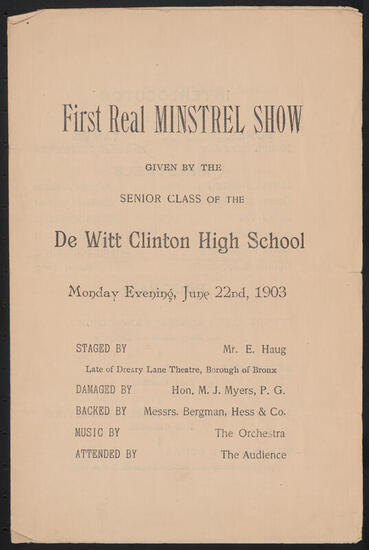 First Real MINSTREL SHOW
GIVEN BY THE
SENIOR CLASS OF THE
De Witt Clinton High School
Monday Evening, June 22nd, 1903
STAGED BY Mr. E. Haug
Late of Dreary Lane Theatre, Borough of Bronx
DAMAGED BY Hon. M. J. Myers, P. G.
BACKED BY Messrs. Bergman, Hess & Co.
MUSIC BY The Orchestra
ATTENDED BY The Audience